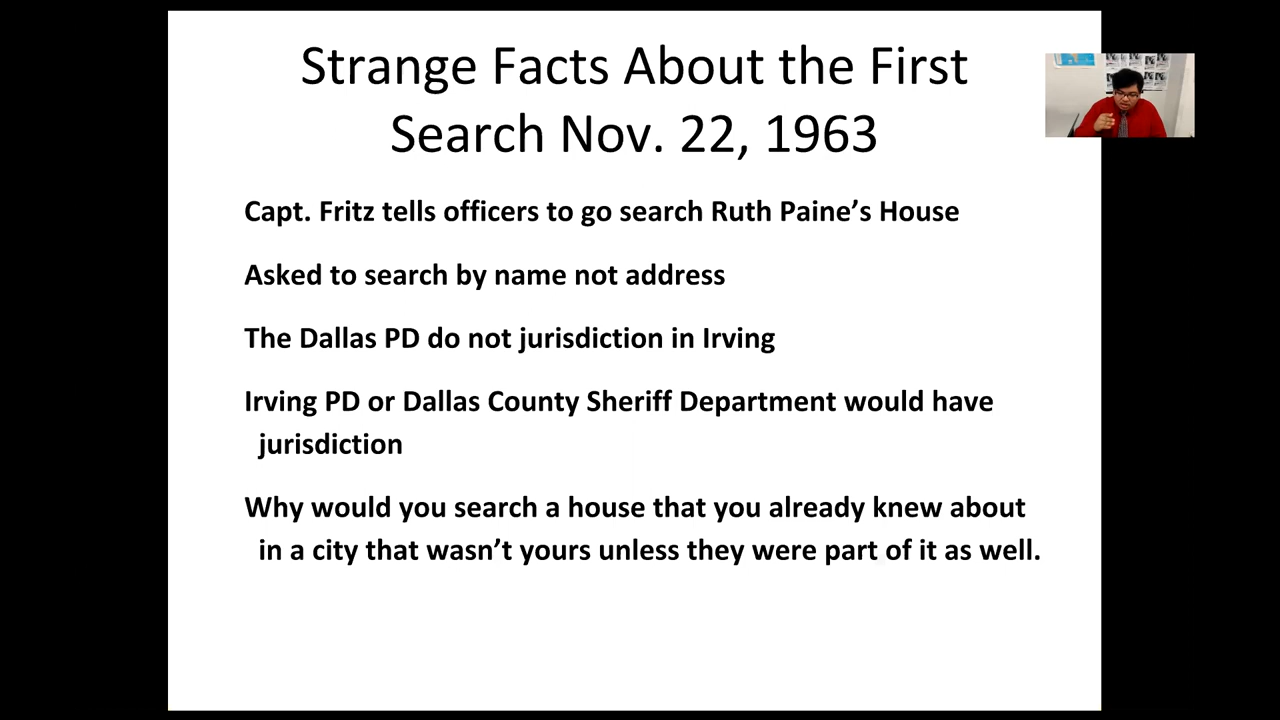 Strange Facts About the First
Search Nov. 22, 1963
Capt. Fritz tells officers to go search Ruth Paine’s House
Asked to search by name not address
The Dallas PD do not jurisdiction in Irving
Irving PD or Dallas County Sheriff Department would have
jurisdiction
Why would you search a house that you already knew about
in a city that wasn’t yours unless they were part of it as well.